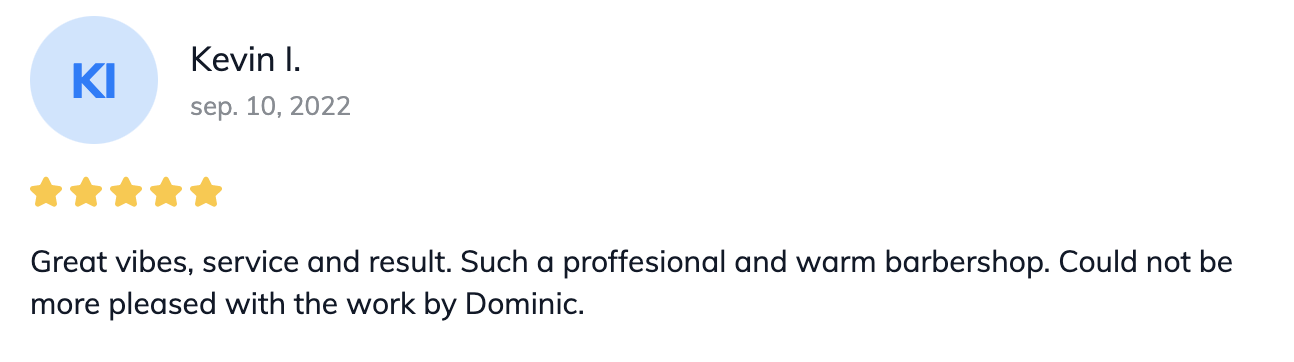 KI
Kevin I.
sep. 10, 2022
Great vibes, service and result. Such a proffesional and warm barbershop. Could not be
more pleased with the work by Dominic.